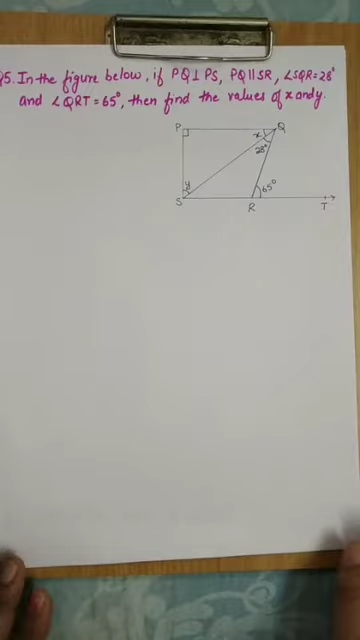 Q5. In the figure below, if PQ⊥PS, PQ∥SR, ∠SQR=28°
and ∠QRT=65°, then find the values of x and y.
P
x
Q
28°
y
65°
S
R
T